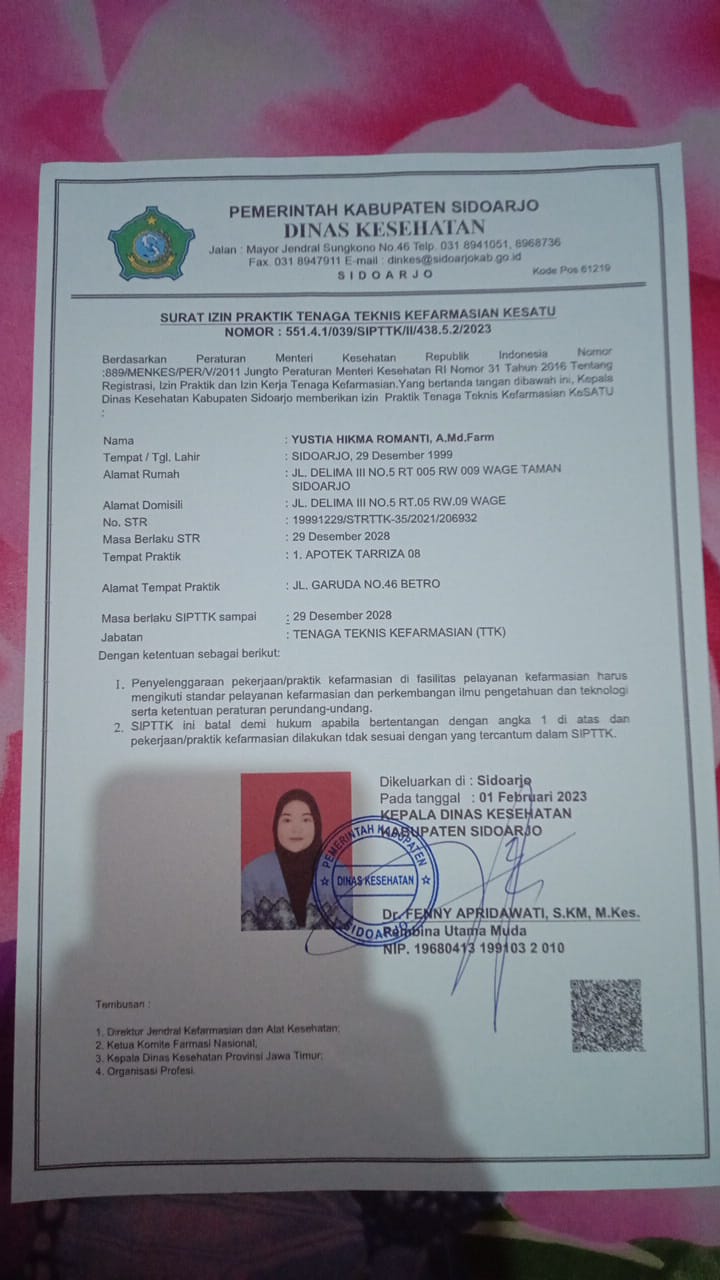 PEMERINTAH KABUPATEN SIDOARJO
DINAS KESEHATAN
Jalan : Mayor Jendral Sungkono No.46 Telp. 031 8941051, 8968736
Fax. 031 8947911 E-mail : dinkes@sidoarjokab.go.id
SIDOARJO
Kode Pos 61219
SURAT IZIN PRAKTIK TENAGA TEKNIS KEFARMASIAN KESATU
NOMOR : 551.4.1/039/SIPTTK/II/438.5.2/2023
Berdasarkan Peraturan Menteri Kesehatan Republik Indonesia Nomor
:889/MENKES/PER/V/2011 Jungto Peraturan Menteri Kesehatan RI Nomor 31 Tahun 2016 Tentang
Registrasi, Izin Praktik dan Izin Kerja Tenaga Kefarmasian.Yang bertanda tangan dibawah ini, Kepala
Dinas Kesehatan Kabupaten Sidoarjo memberikan izin Praktik Tenaga Teknis Kefarmasian KeSATU
:
Nama : YUSTIA HIKMA ROMANTI, A.Md.Farm
Tempat / Tgl. Lahir : SIDOARJO, 29 Desember 1999
Alamat Rumah : JL. DELIMA III NO.5 RT 005 RW 009 WAGE TAMAN
SIDOARJO
Alamat Domisili : JL. DELIMA III NO.5 RT.05 RW.09 WAGE
No. STR : 19991229/STRTTK-35/2021/206932
Masa Berlaku STR : 29 Desember 2028
Tempat Praktik : 1. APOTEK TARRIZA 08
Alamat Tempat Praktik : JL. GARUDA NO.46 BETRO
Masa berlaku SIPTTK sampai : 29 Desember 2028
Jabatan : TENAGA TEKNIS KEFARMASIAN (TTK)
Dengan ketentuan sebagai berikut:
1. Penyelenggaraan pekerjaan/praktik kefarmasian di fasilitas pelayanan kefarmasian harus
mengikuti standar pelayanan kefarmasian dan perkembangan ilmu pengetahuan dan teknologi
serta ketentuan peraturan perundang-undang.
2. SIPTTK ini batal demi hukum apabila bertentangan dengan angka 1 di atas dan
pekerjaan/praktik kefarmasian dilakukan tdak sesuai dengan yang tercantum dalam SIPTTK.
Dikeluarkan di : Sidoarjo
Pada tanggal : 01 Februari 2023
KEPALA DINAS KESEHATAN
KABUPATEN SIDOARJO
PEMERINTAH KABUPATEN
DINAS KESEHATAN
SIDOARJO
Dr. FENNY APRIDAWATI, S.KM, M.Kes.
Pembina Utama Muda
NIP. 19680413 199103 2 010
Tembusan :
1. Direktur Jendral Kefarmasian dan Alat Kesehatan;
2. Ketua Komite Farmasi Nasional;
3. Kepala Dinas Kesehatan Provinsi Jawa Timur;
4. Organisasi Profesi.